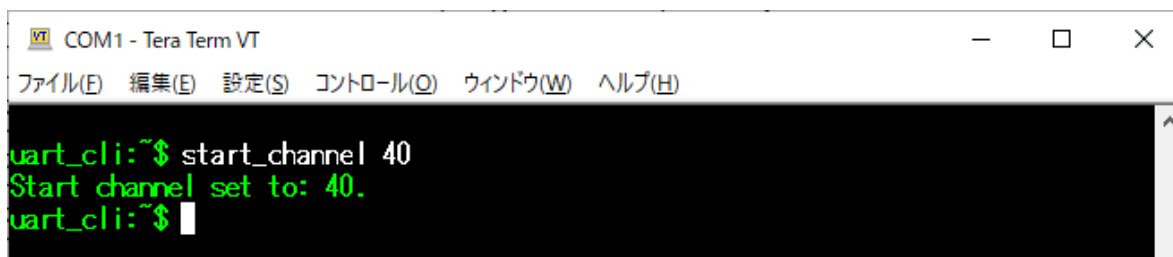 COM1 - Tera Term VT
ファイル(F) 編集(E) 設定(S) コントロール(O) ウィンドウ(W) ヘルプ(H)
uart_cli:~$ start_channel 40
Start channel set to: 40.
uart_cli:~$